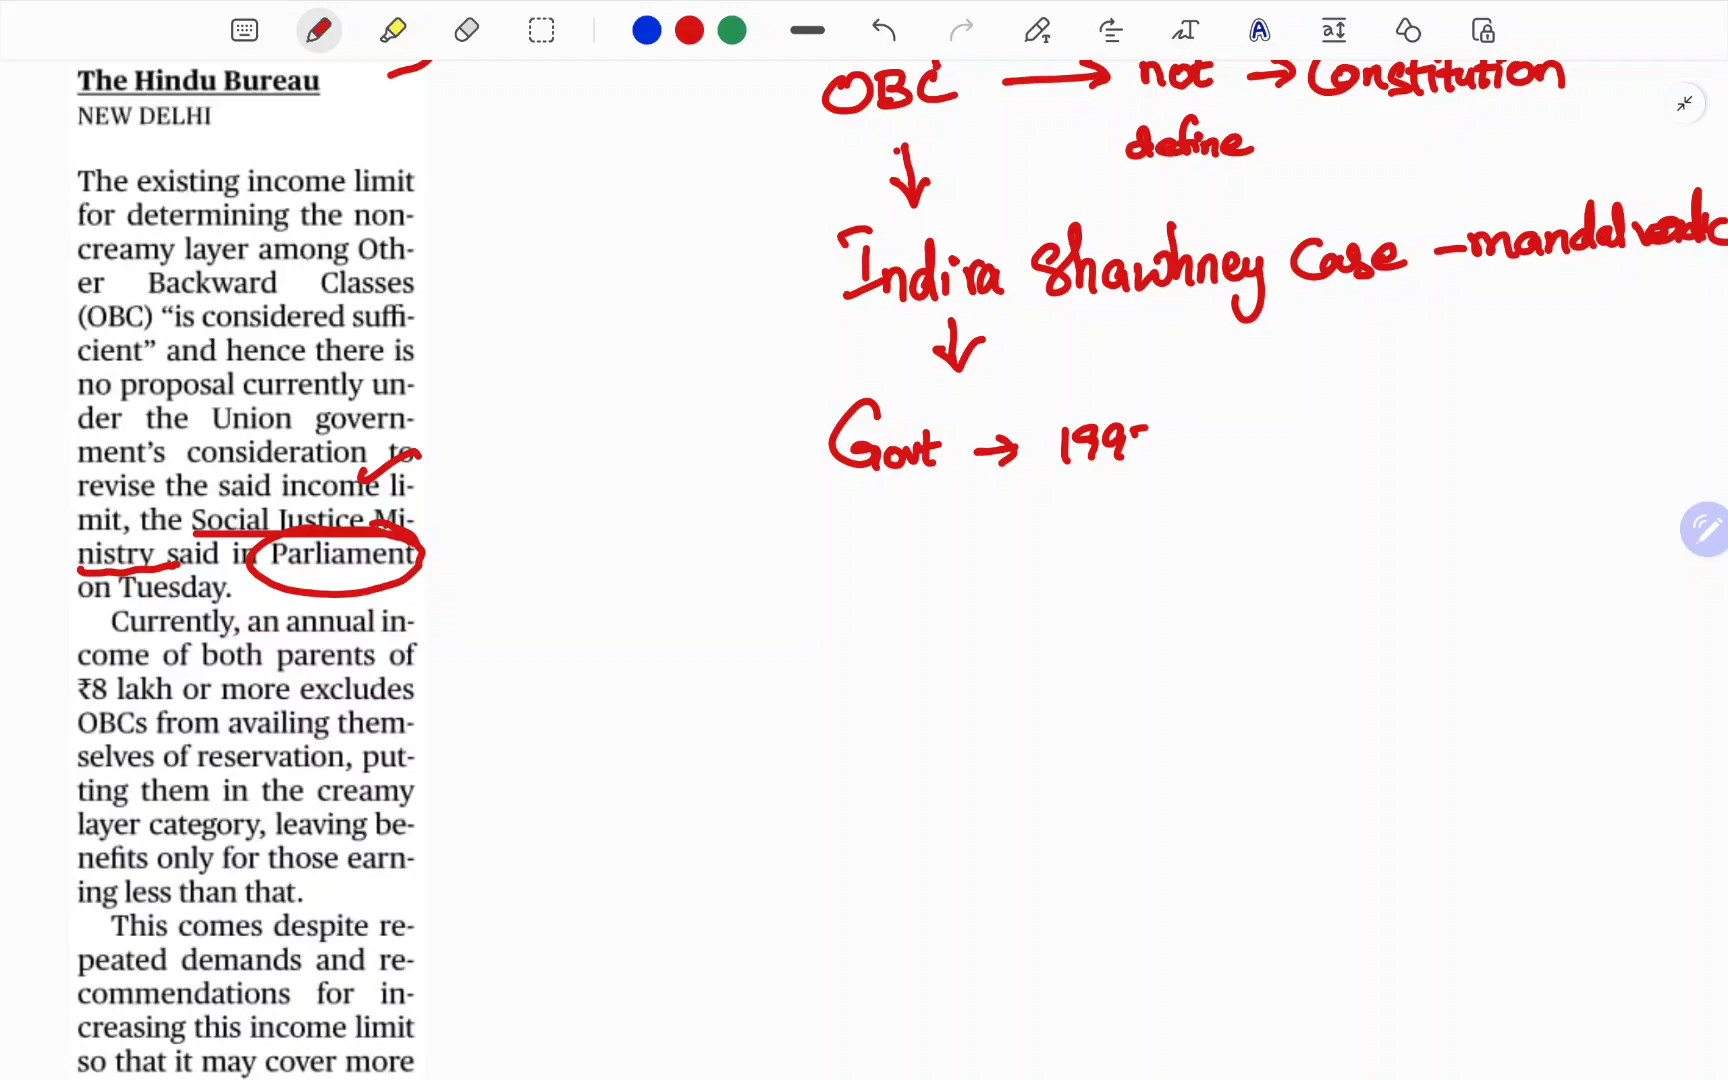 The Hindu Bureau
NEW DELHI
The existing income limit
for determining the non-
creamy layer among Oth-
er Backward Classes
(OBC) “is considered suffi-
cient” and hence there is
no proposal currently un-
der the Union govern-
ment’s consideration to
revise the said income li-
mit, the Social Justice Mi-
nistry said in Parliament
on Tuesday.
Currently, an annual in-
come of both parents of
₹8 lakh or more excludes
OBCs from availing them-
selves of reservation, put-
ting them in the creamy
layer category, leaving be-
nefits only for those earn-
ing less than that.
This comes despite re-
peated demands and re-
commendations for in-
creasing this income limit
so that it may cover more
OBC → not → Constitution
define
Indira Shawhney Case - mandal
Govt → 199